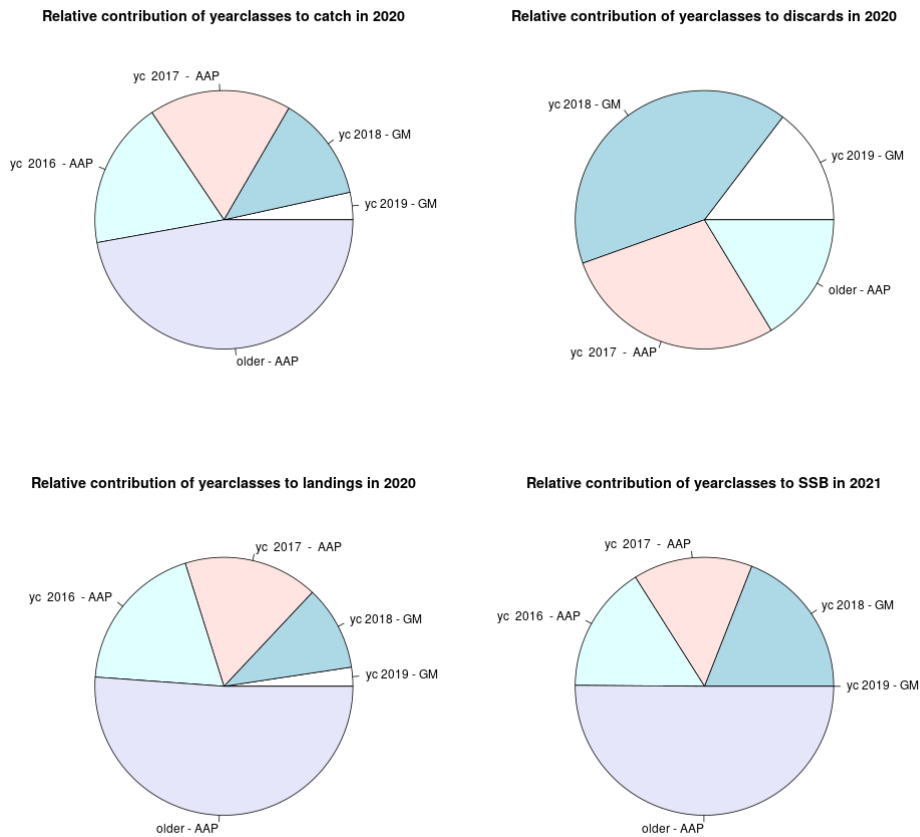 Relative contribution of yearclasses to catch in 2020
yc 2017 - AAP
yc 2018 - GM
yc 2016 - AAP
yc 2019 - GM
older - AAP
Relative contribution of yearclasses to discards in 2020
yc 2018 - GM
yc 2019 - GM
older - AAP
yc 2017 - AAP
Relative contribution of yearclasses to landings in 2020
yc 2017 - AAP
yc 2016 - AAP
yc 2018 - GM
yc 2019 - GM
older - AAP
Relative contribution of yearclasses to SSB in 2021
yc 2017 - AAP
yc 2018 - GM
yc 2016 - AAP
yc 2019 - GM
older - AAP